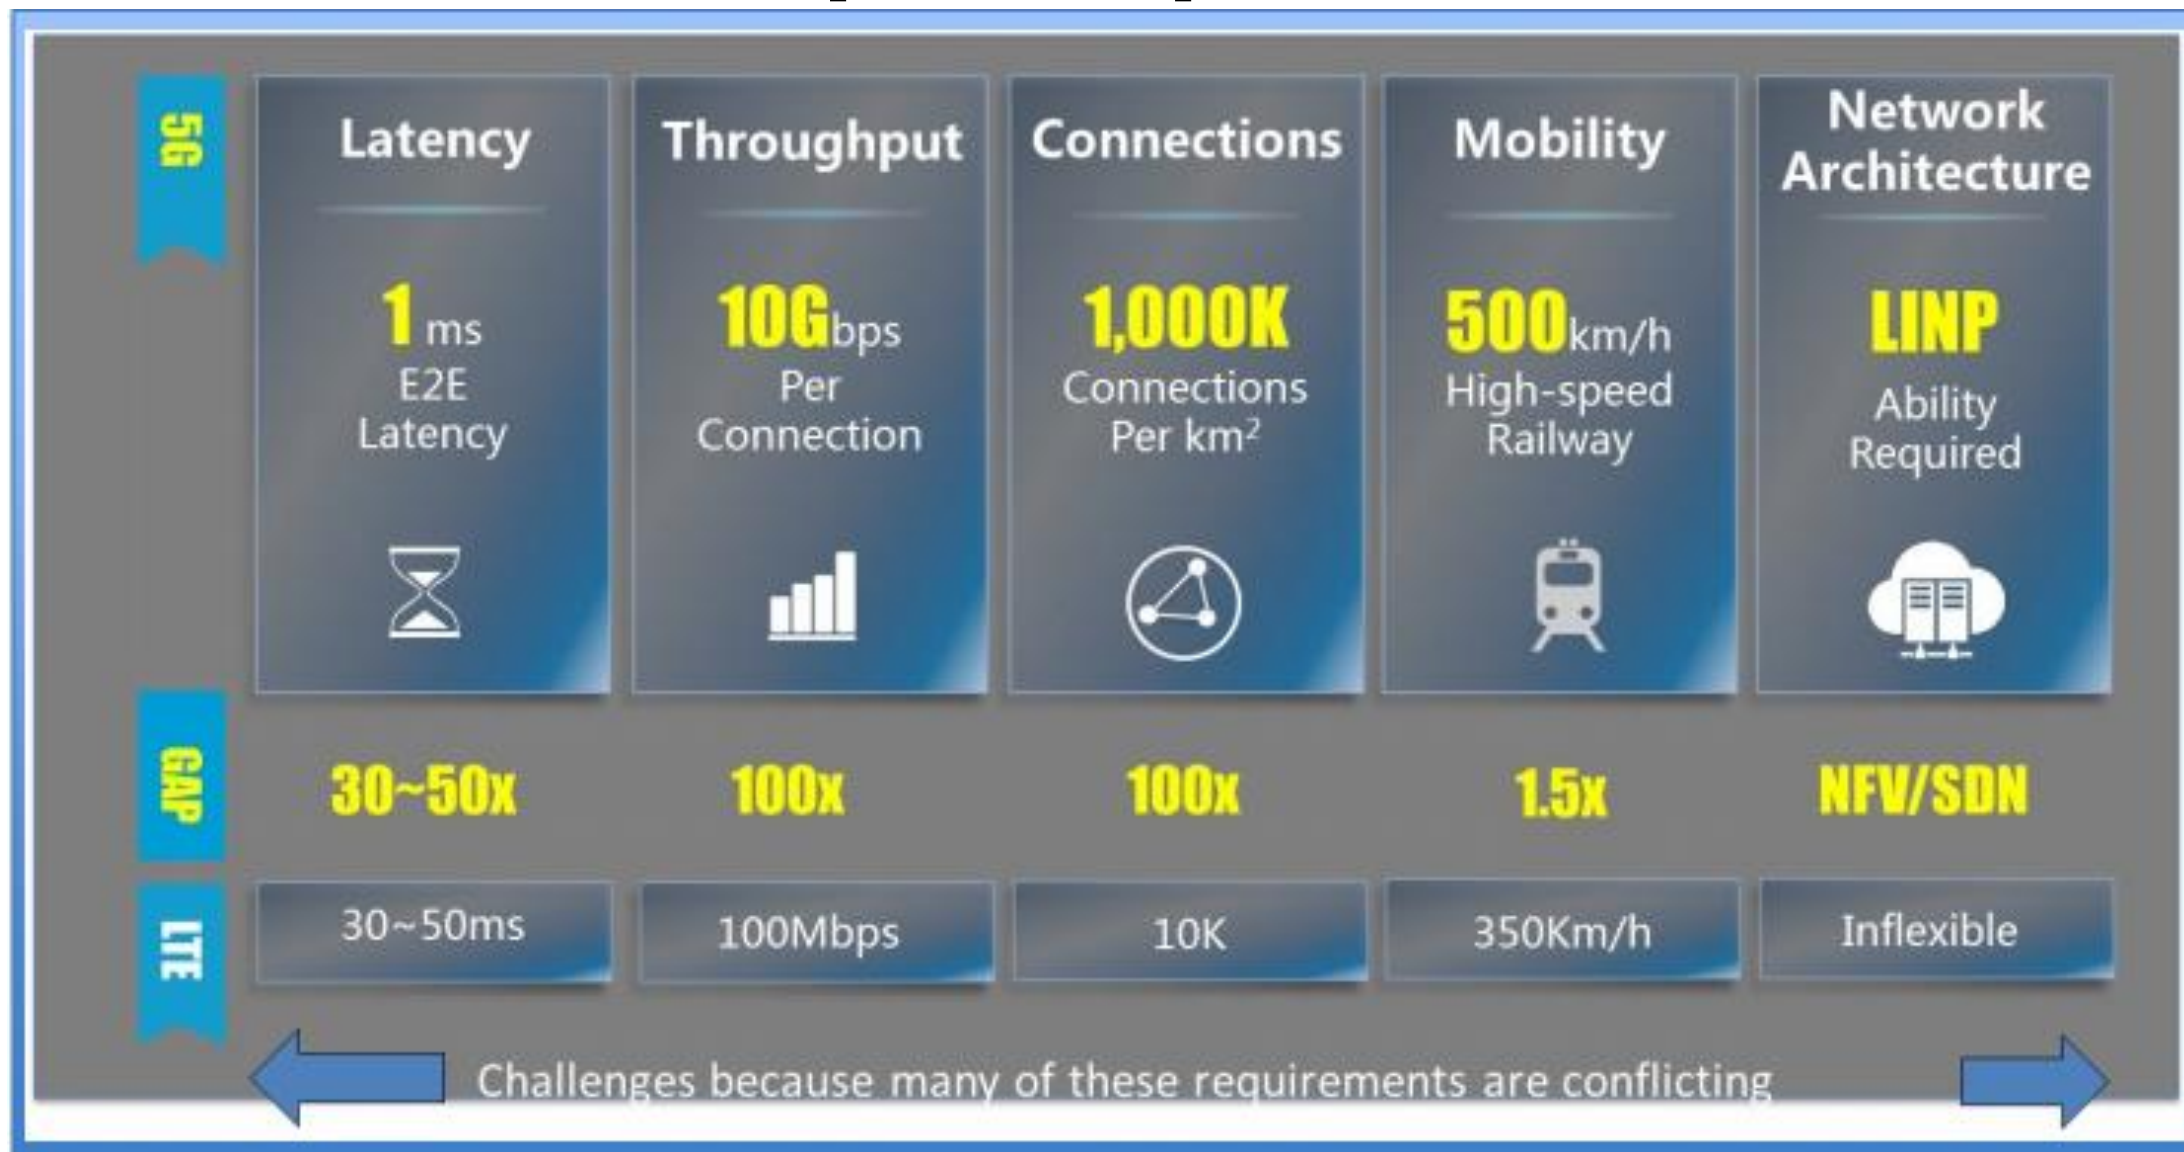 5G
Latency
1 ms
E2E
Latency
Throughput
10Gbps
Per
Connection
Connections
1,000K
Connections
Per km²
Mobility
500km/h
High-speed
Railway
Network
Architecture
LINP
Ability
Required
GAP
30~50x
100x
100x
1.5x
NFV/SDN
LTE
30~50ms
100Mbps
10K
350Km/h
Inflexible
Challenges because many of these requirements are conflicting